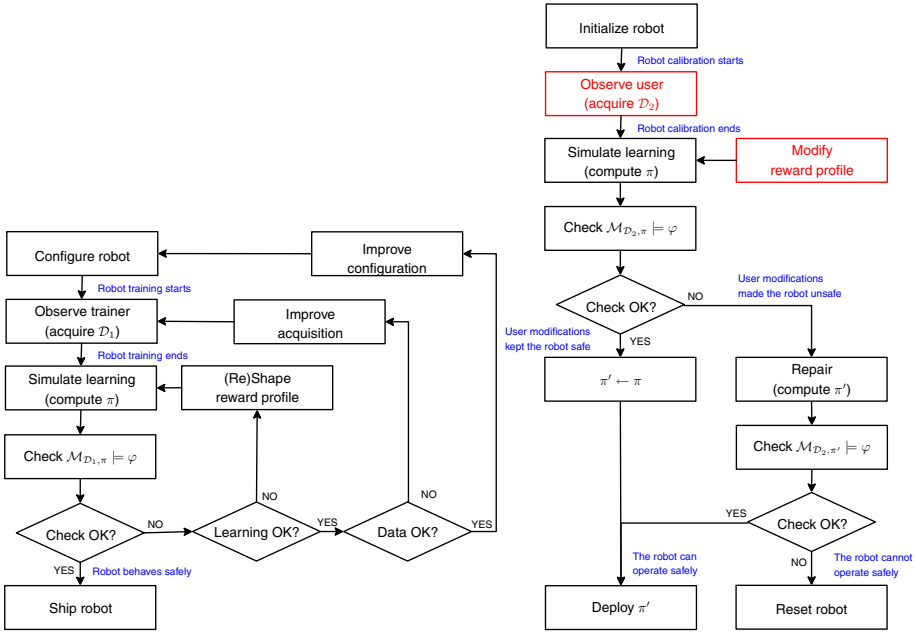 Configure robot
Improve
configuration
Robot training starts
Observe trainer
(acquire 𝒟₁)
Improve
acquisition
Robot training ends
Simulate learning
(compute π)
(Re)Shape
reward profile
Check ℳ_{𝒟₁,π} ⊨ φ
NO
NO
Check OK?
NO
Learning OK?
YES
Data OK?
YES
YES
Robot behaves safely
Ship robot
Initialize robot
Robot calibration starts
Observe user
(acquire 𝒟₂)
Robot calibration ends
Simulate learning
(compute π)
Modify
reward profile
Check ℳ_{𝒟₂,π} ⊨ φ
Check OK?
NO
User modifications
made the robot unsafe
User modifications
kept the robot safe
YES
π′ ← π
Repair
(compute π′)
Check ℳ_{𝒟₂,π′} ⊨ φ
YES
Check OK?
The robot can
operate safely
NO
The robot cannot
operate safely
Deploy π′
Reset robot